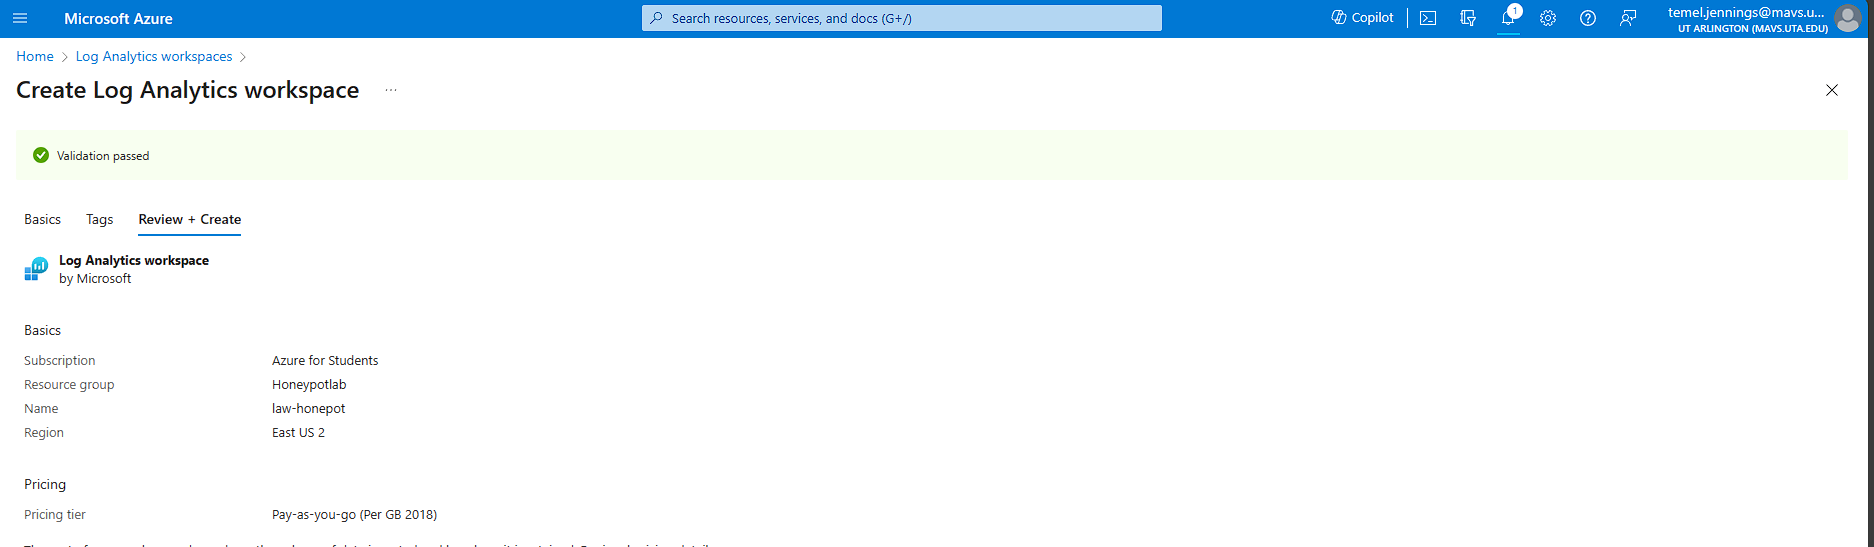 Microsoft Azure
Search resources, services, and docs (G+/)
Copilot
1
temel.jennings@mavs.u...
UT ARLINGTON (MAVS.UTA.EDU)
Home > Log Analytics workspaces >
Create Log Analytics workspace ...
Validation passed
Basics Tags Review + Create
Log Analytics workspace
by Microsoft
Basics
Subscription Azure for Students
Resource group Honeypotlab
Name law-honepot
Region East US 2
Pricing
Pricing tier Pay-as-you-go (Per GB 2018)